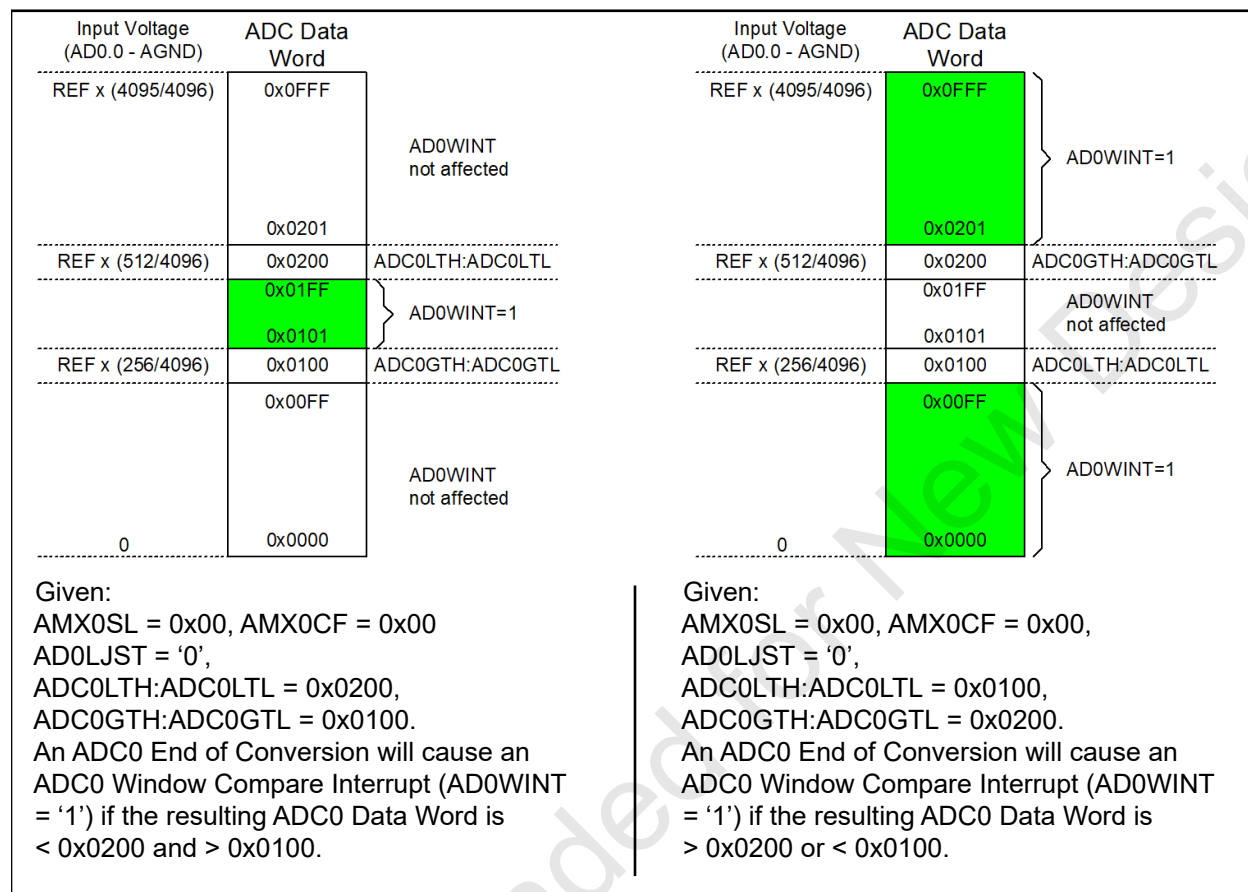 Input Voltage
(AD0.0 - AGND)
ADC Data
Word
REF x (4095/4096)
0x0FFF
AD0WINT
not affected
0x0201
REF x (512/4096)
0x0200
ADC0LTH:ADC0LTL
0x01FF
AD0WINT=1
0x0101
REF x (256/4096)
0x0100
ADC0GTH:ADC0GTL
0x00FF
AD0WINT
not affected
0
0x0000
Given:
AMX0SL = 0x00, AMX0CF = 0x00
AD0LJST = ‘0’,
ADC0LTH:ADC0LTL = 0x0200,
ADC0GTH:ADC0GTL = 0x0100.
An ADC0 End of Conversion will cause an
ADC0 Window Compare Interrupt (AD0WINT
= ‘1’) if the resulting ADC0 Data Word is
< 0x0200 and > 0x0100.
Input Voltage
(AD0.0 - AGND)
ADC Data
Word
REF x (4095/4096)
0x0FFF
AD0WINT=1
0x0201
REF x (512/4096)
0x0200
ADC0GTH:ADC0GTL
0x01FF
AD0WINT
not affected
0x0101
REF x (256/4096)
0x0100
ADC0LTH:ADC0LTL
0x00FF
AD0WINT=1
0
0x0000
Given:
AMX0SL = 0x00, AMX0CF = 0x00,
AD0LJST = ‘0’,
ADC0LTH:ADC0LTL = 0x0100,
ADC0GTH:ADC0GTL = 0x0200.
An ADC0 End of Conversion will cause an
ADC0 Window Compare Interrupt (AD0WINT
= ‘1’) if the resulting ADC0 Data Word is
> 0x0200 or < 0x0100.
for New